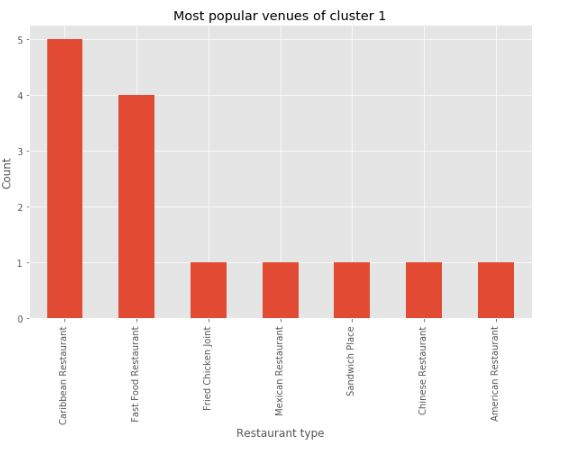 Most popular venues of cluster 1
Count
5
4
3
2
1
0
Caribbean Restaurant
Fast Food Restaurant
Fried Chicken Joint
Mexican Restaurant
Sandwich Place
Chinese Restaurant
American Restaurant
Restaurant type